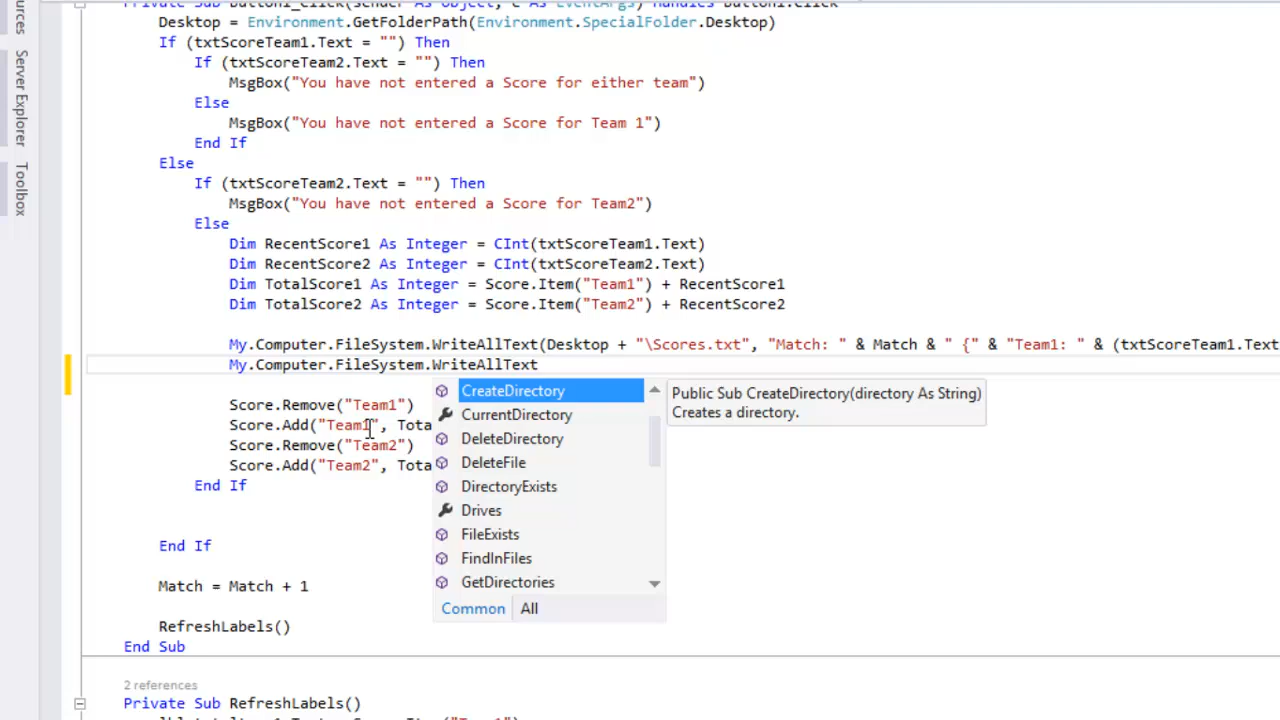 Private Sub Button1_Click(sender As Object, e As EventArgs) Handles Button1.Click
Desktop = Environment.GetFolderPath(Environment.SpecialFolder.Desktop)
If (txtScoreTeam1.Text = "") Then
If (txtScoreTeam2.Text = "") Then
MsgBox("You have not entered a Score for either team")
Else
MsgBox("You have not entered a Score for Team 1")
End If
Else
If (txtScoreTeam2.Text = "") Then
MsgBox("You have not entered a Score for Team2")
Else
Dim RecentScore1 As Integer = CInt(txtScoreTeam1.Text)
Dim RecentScore2 As Integer = CInt(txtScoreTeam2.Text)
Dim TotalScore1 As Integer = Score.Item("Team1") + RecentScore1
Dim TotalScore2 As Integer = Score.Item("Team2") + RecentScore2
My.Computer.FileSystem.WriteAllText(Desktop + "\Scores.txt", "Match: " & Match & " {" & "Team1: " & (txtScoreTeam1.Text
My.Computer.FileSystem.WriteAllText
Score.Remove("Team1")
Score.Add("Team1", Tota
Score.Remove("Team2")
Score.Add("Team2", Tota
End If
End If
Match = Match + 1
RefreshLabels()
End Sub
2 references
Private Sub RefreshLabels()
CreateDirectory
CurrentDirectory
DeleteDirectory
DeleteFile
DirectoryExists
Drives
FileExists
FindInFiles
GetDirectories
Common All
Public Sub CreateDirectory(directory As String)
Creates a directory.
Server Explorer
Toolbox